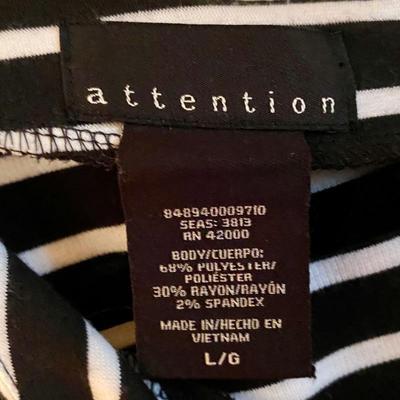 attention
848940009710
SEAS: 3813
RN 42000
BODY/CUERPO:
68% POLYESTER/
POLIÉSTER
30% RAYON/RAYÓN
2% SPANDEX
MADE IN/HECHO EN
VIETNAM
L/G